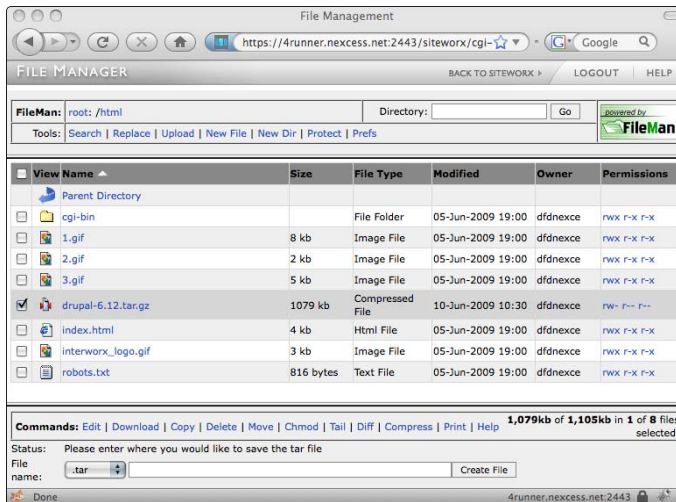 File Management
https://4runner.nexcess.net:2443/siteworx/cgi-
G Google
FILE MANAGER
BACK TO SITEWORX
LOGOUT
HELP
FileMan: root: /html
Directory:
Go
powered by
FileMan
Tools: Search | Replace | Upload | New File | New Dir | Protect | Prefs
View Name Size File Type Modified Owner Permissions
Parent Directory
cgi-bin File Folder 05-Jun-2009 19:00 dfdnexce rwx r-x r-x
1.gif 8 kb Image File 05-Jun-2009 19:00 dfdnexce rwx r-x r-x
2.gif 2 kb Image File 05-Jun-2009 19:00 dfdnexce rwx r-x r-x
3.gif 5 kb Image File 05-Jun-2009 19:00 dfdnexce rwx r-x r-x
drupal-6.12.tar.gz 1079 kb Compressed File 10-Jun-2009 10:30 dfdnexce rw- r-- r--
index.html 4 kb Html File 05-Jun-2009 19:00 dfdnexce rwx r-x r-x
interworx_logo.gif 3 kb Image File 05-Jun-2009 19:00 dfdnexce rwx r-x r-x
robots.txt 816 bytes Text File 05-Jun-2009 19:00 dfdnexce rwx r-x r-x
Commands: Edit | Download | Copy | Delete | Move | Chmod | Tail | Diff | Compress | Print | Help
1,079kb of 1,105kb in 1 of 8 files
selected
Status: Please enter where you would like to save the tar file
File name: .tar Create File
Done
4runner.nexcess.net:2443